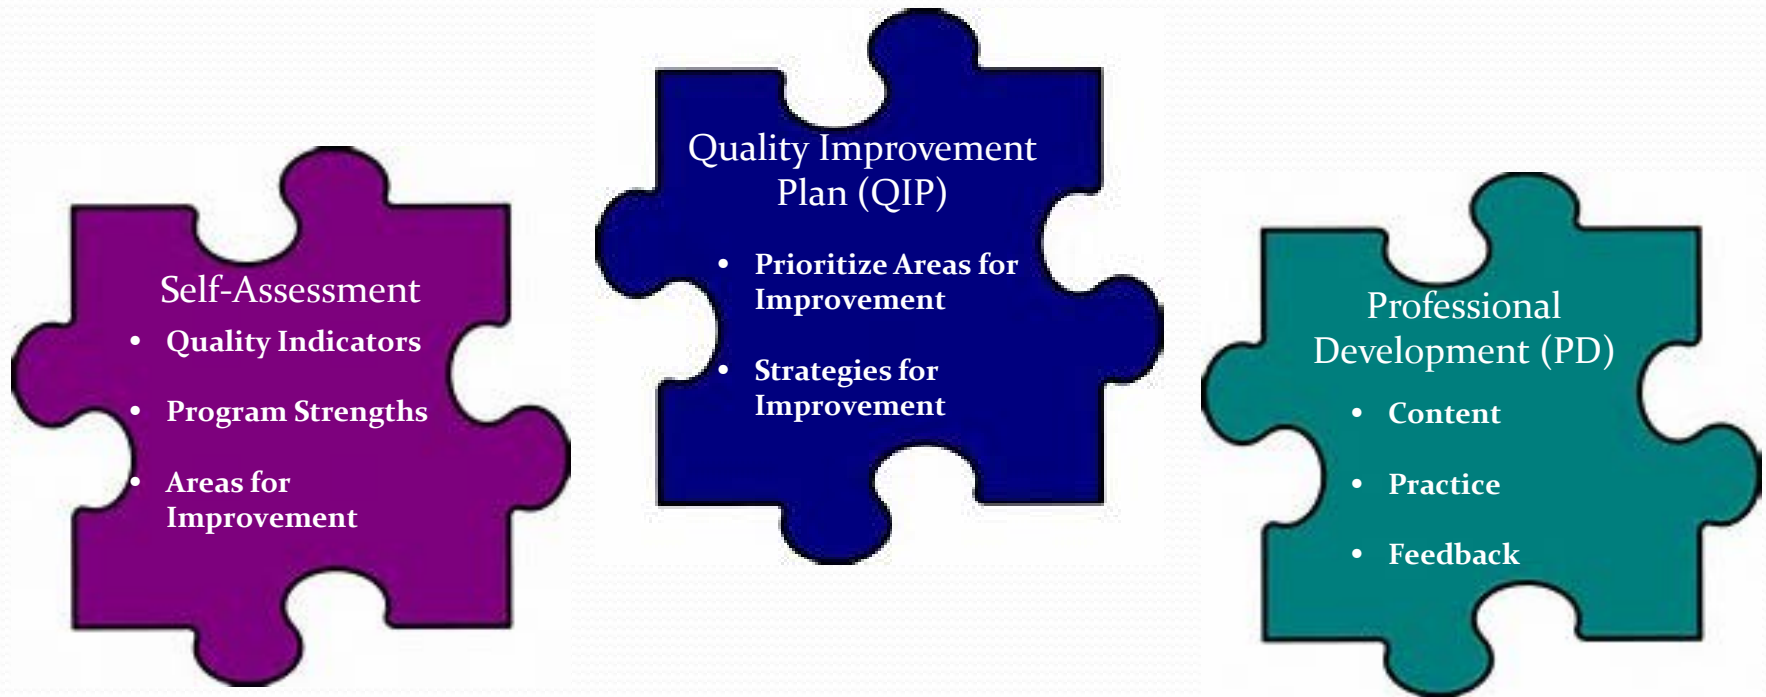 Self-Assessment
• Quality Indicators
• Program Strengths
• Areas for
Improvement
Quality Improvement
Plan (QIP)
• Prioritize Areas for
Improvement
• Strategies for
Improvement
Professional
Development (PD)
• Content
• Practice
• Feedback